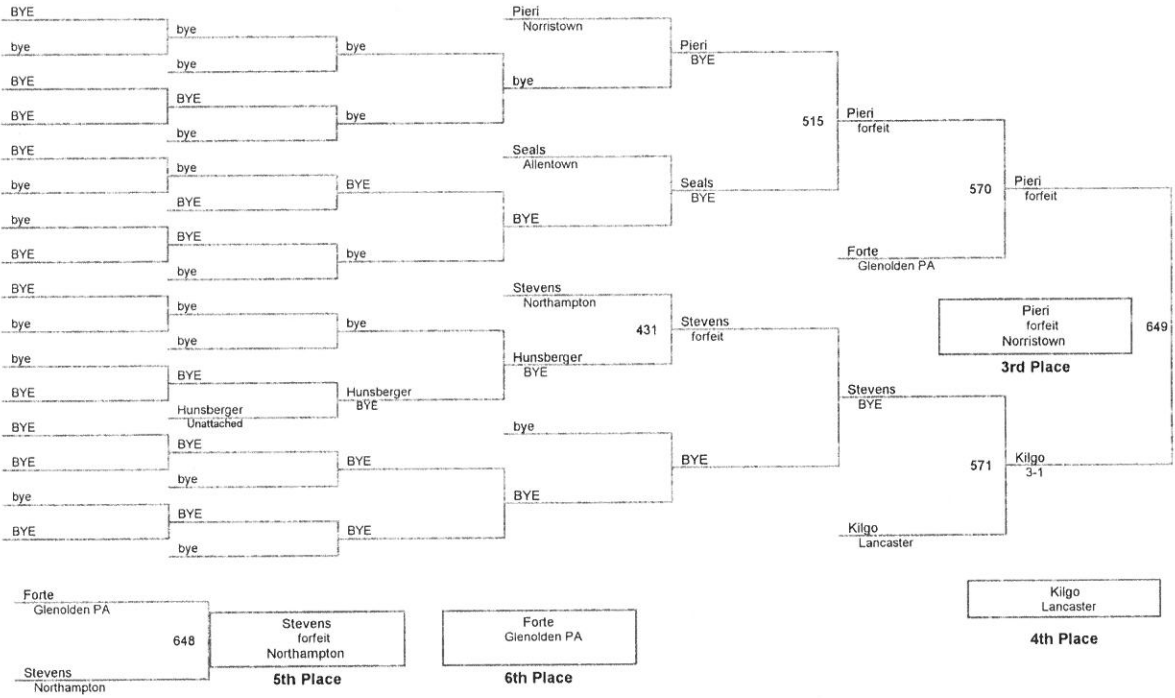 BYE
bye
BYE
BYE
BYE
bye
bye
BYE
BYE
bye
bye
BYE
BYE
BYE
bye
BYE
bye
bye
BYE
bye
bye
BYE
BYE
bye
bye
bye
BYE
Hunsberger
Unattached
BYE
bye
BYE
bye
bye
bye
BYE
bye
bye
Hunsberger
BYE
BYE
BYE
Pieri
Norristown
bye
Seals
Allentown
BYE
Stevens
Northampton
431
Hunsberger
BYE
bye
BYE
Pieri
BYE
515
Seals
BYE
Stevens
forfeit
BYE
Pieri
forfeit
570
Forte
Glenolden PA
Stevens
BYE
571
Kilgo
Lancaster
Pieri
forfeit
649
Kilgo
3-1
Pieri
forfeit
Norristown
3rd Place
Kilgo
Lancaster
4th Place
Forte
Glenolden PA
648
Stevens
Northampton
Stevens
forfeit
Northampton
5th Place
Forte
Glenolden PA
6th Place